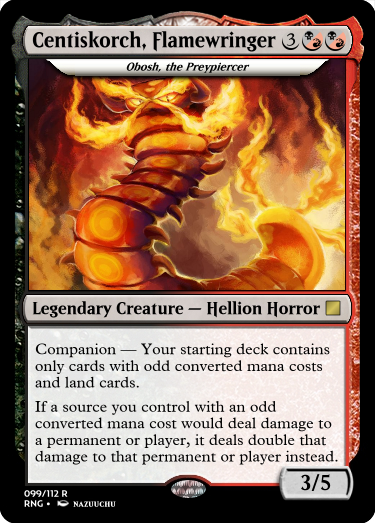 Centiskorch, Flamewringer 3
Obosh, the Preypiercer
Legendary Creature — Hellion Horror
Companion — Your starting deck contains
only cards with odd converted mana costs
and land cards.
If a source you control with an odd
converted mana cost would deal damage to
a permanent or player, it deals double that
damage to that permanent or player instead.
3/5
099/112 R
RNG • NAZUUCHU